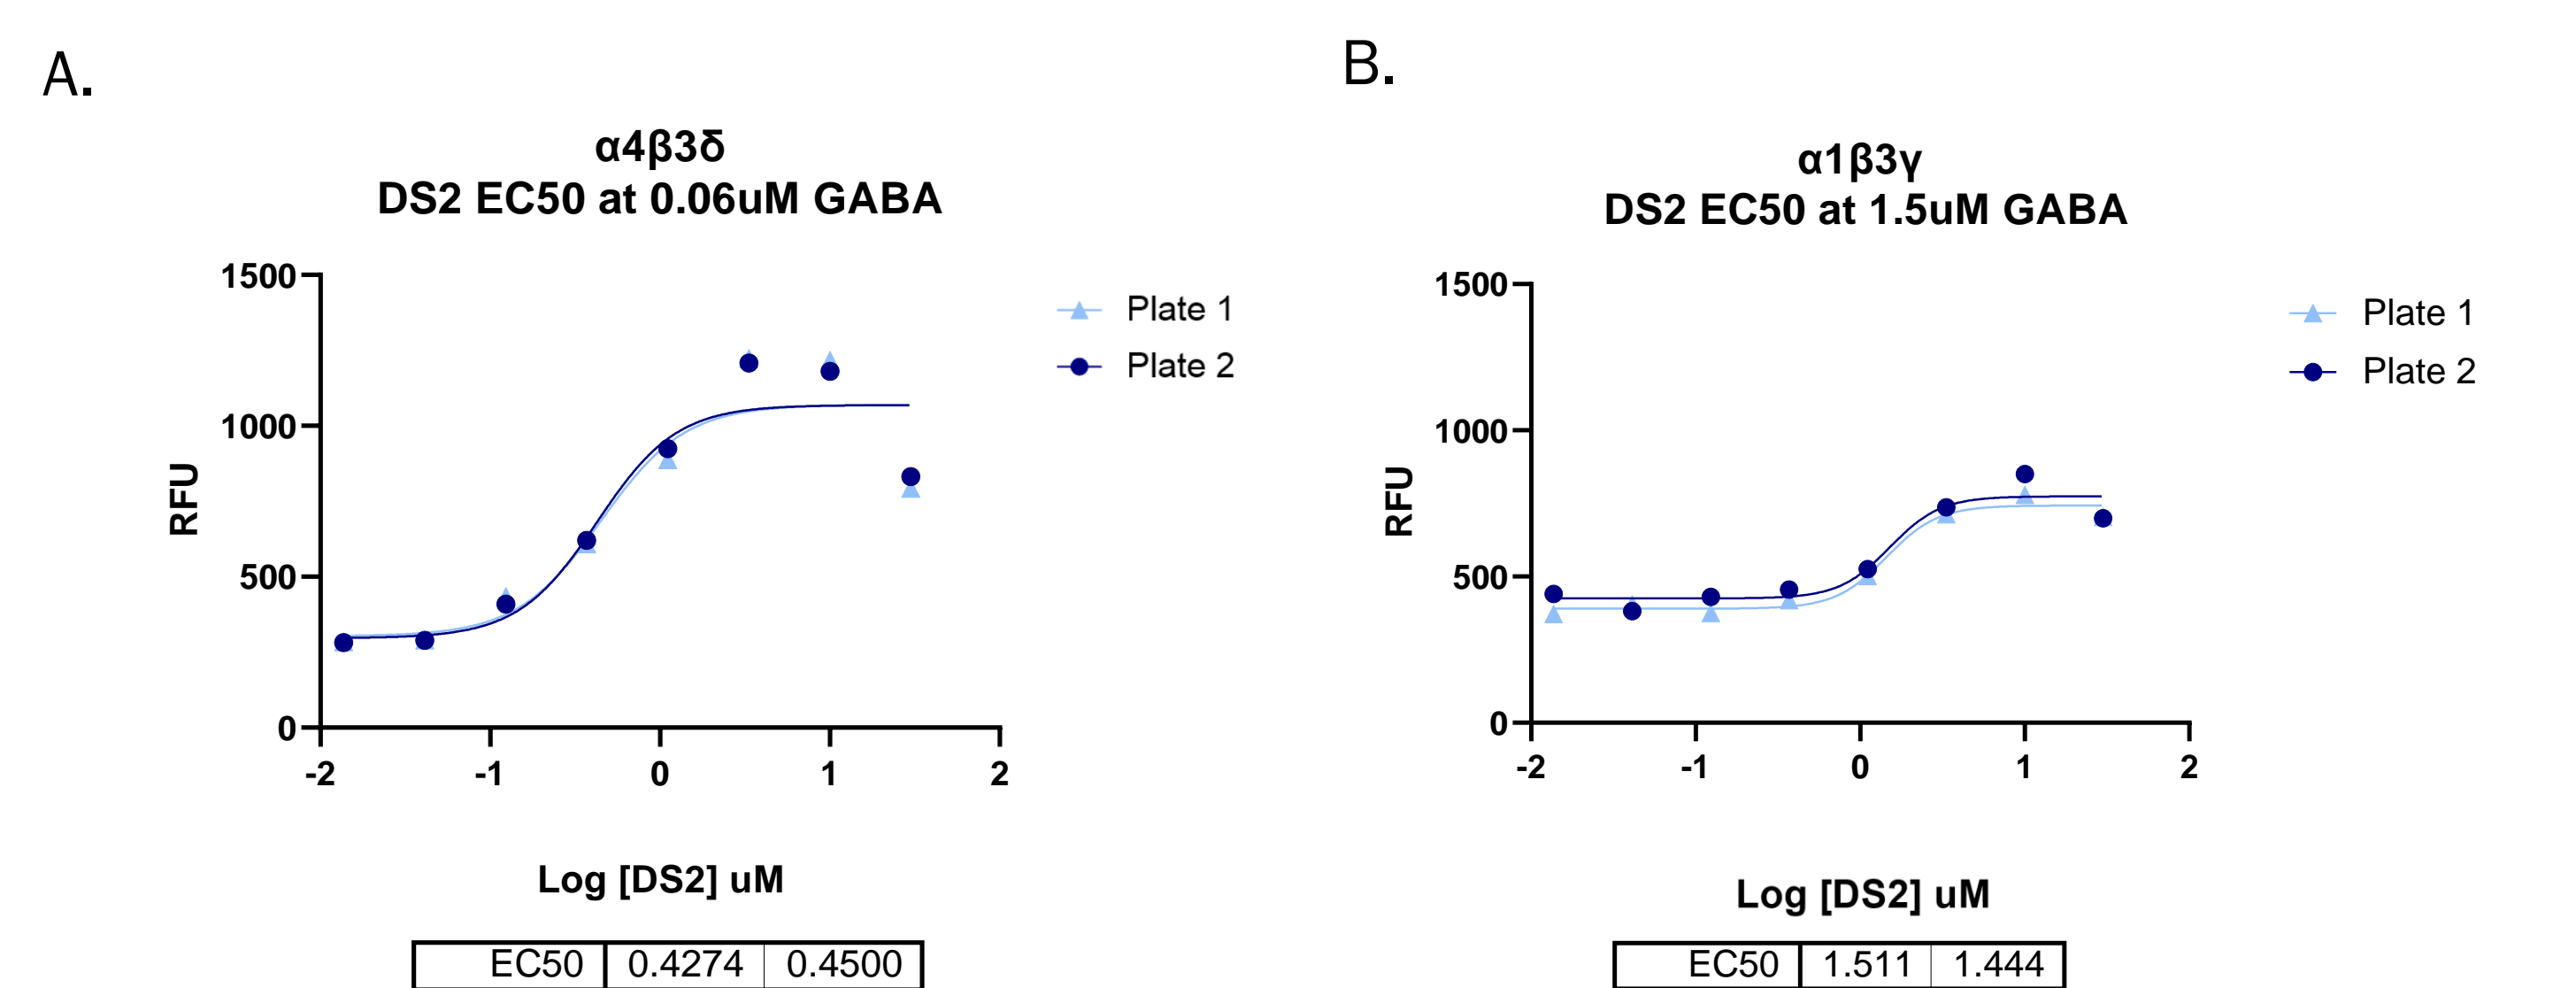 A.
α4β3δ
DS2 EC50 at 0.06uM GABA
1500
1000
500
0
RFU
-2 -1 0 1 2
Log [DS2] uM
Plate 1
Plate 2
EC50 0.4274 0.4500
B.
α1β3γ
DS2 EC50 at 1.5uM GABA
1500
1000
500
0
RFU
-2 -1 0 1 2
Log [DS2] uM
Plate 1
Plate 2
EC50 1.511 1.444